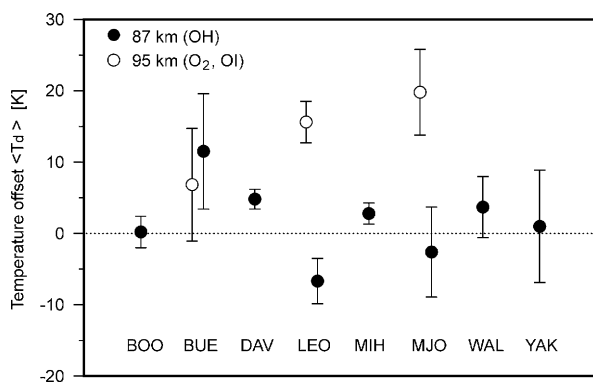 Temperature offset <Td> [K]
30
20
10
0
-10
-20
87 km (OH)
95 km (O2, OI)
BOO BUE DAV LEO MIH MJO WAL YAK